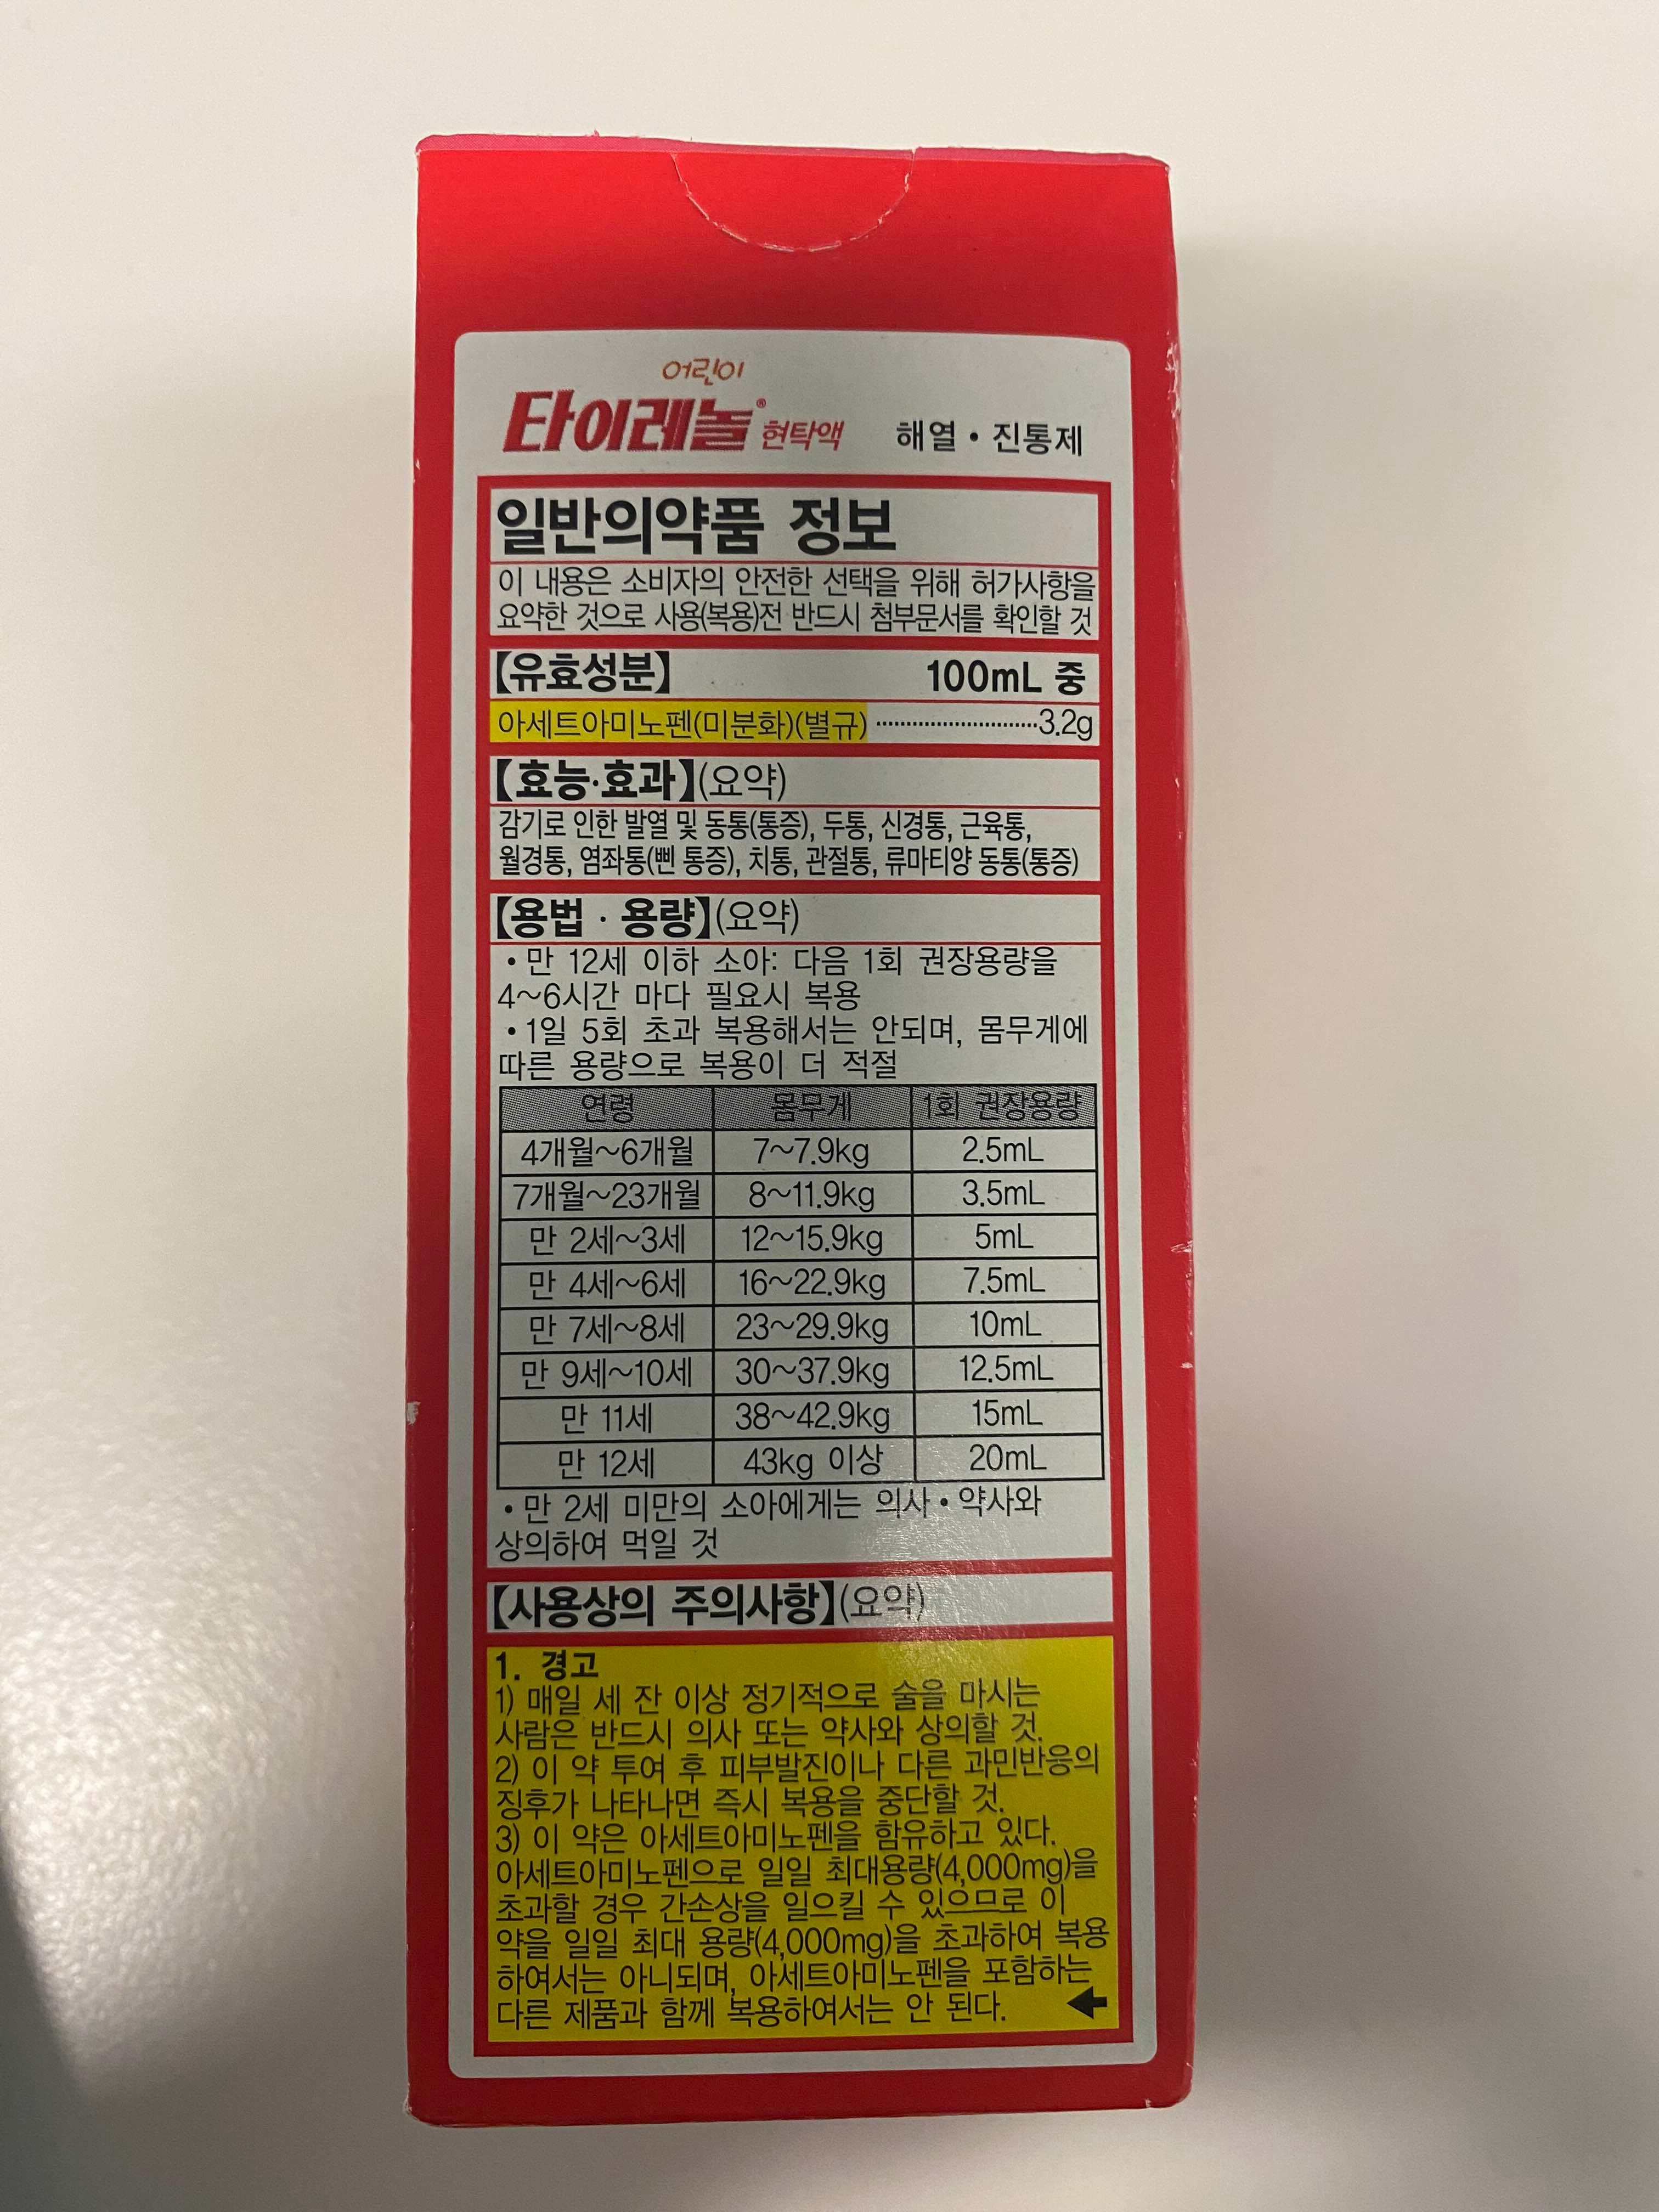 어린이
타이레놀® 현탁액 해열•진통제
일반의약품 정보
이 내용은 소비자의 안전한 선택을 위해 허가사항을
요약한 것으로 사용(복용)전 반드시 첨부문서를 확인할 것
【유효성분】 100mL 중
아세트아미노펜(미분화)(별규) ···························3.2g
【효능·효과】(요약)
감기로 인한 발열 및 동통(통증), 두통, 신경통, 근육통,
월경통, 염좌통(삔 통증), 치통, 관절통, 류마티양 동통(통증)
【용법 · 용량】(요약)
•만 12세 이하 소아: 다음 1회 권장용량을
4~6시간 마다 필요시 복용
•1일 5회 초과 복용해서는 안되며, 몸무게에
따른 용량으로 복용이 더 적절
연령 몸무게 1회 권장용량
4개월~6개월 7~7.9kg 2.5mL
7개월~23개월 8~11.9kg 3.5mL
만 2세~3세 12~15.9kg 5mL
만 4세~6세 16~22.9kg 7.5mL
만 7세~8세 23~29.9kg 10mL
만 9세~10세 30~37.9kg 12.5mL
만 11세 38~42.9kg 15mL
만 12세 43kg 이상 20mL
•만 2세 미만의 소아에게는 의사•약사와
상의하여 먹일 것
【사용상의 주의사항】(요약)
1. 경고
1) 매일 세 잔 이상 정기적으로 술을 마시는
사람은 반드시 의사 또는 약사와 상의할 것.
2) 이 약 투여 후 피부발진이나 다른 과민반응의
징후가 나타나면 즉시 복용을 중단할 것.
3) 이 약은 아세트아미노펜을 함유하고 있다.
아세트아미노펜으로 일일 최대용량(4,000mg)을
초과할 경우 간손상을 일으킬 수 있으므로 이
약을 일일 최대 용량(4,000mg)을 초과하여 복용
하여서는 아니되며, 아세트아미노펜을 포함하는
다른 제품과 함께 복용하여서는 안 된다.